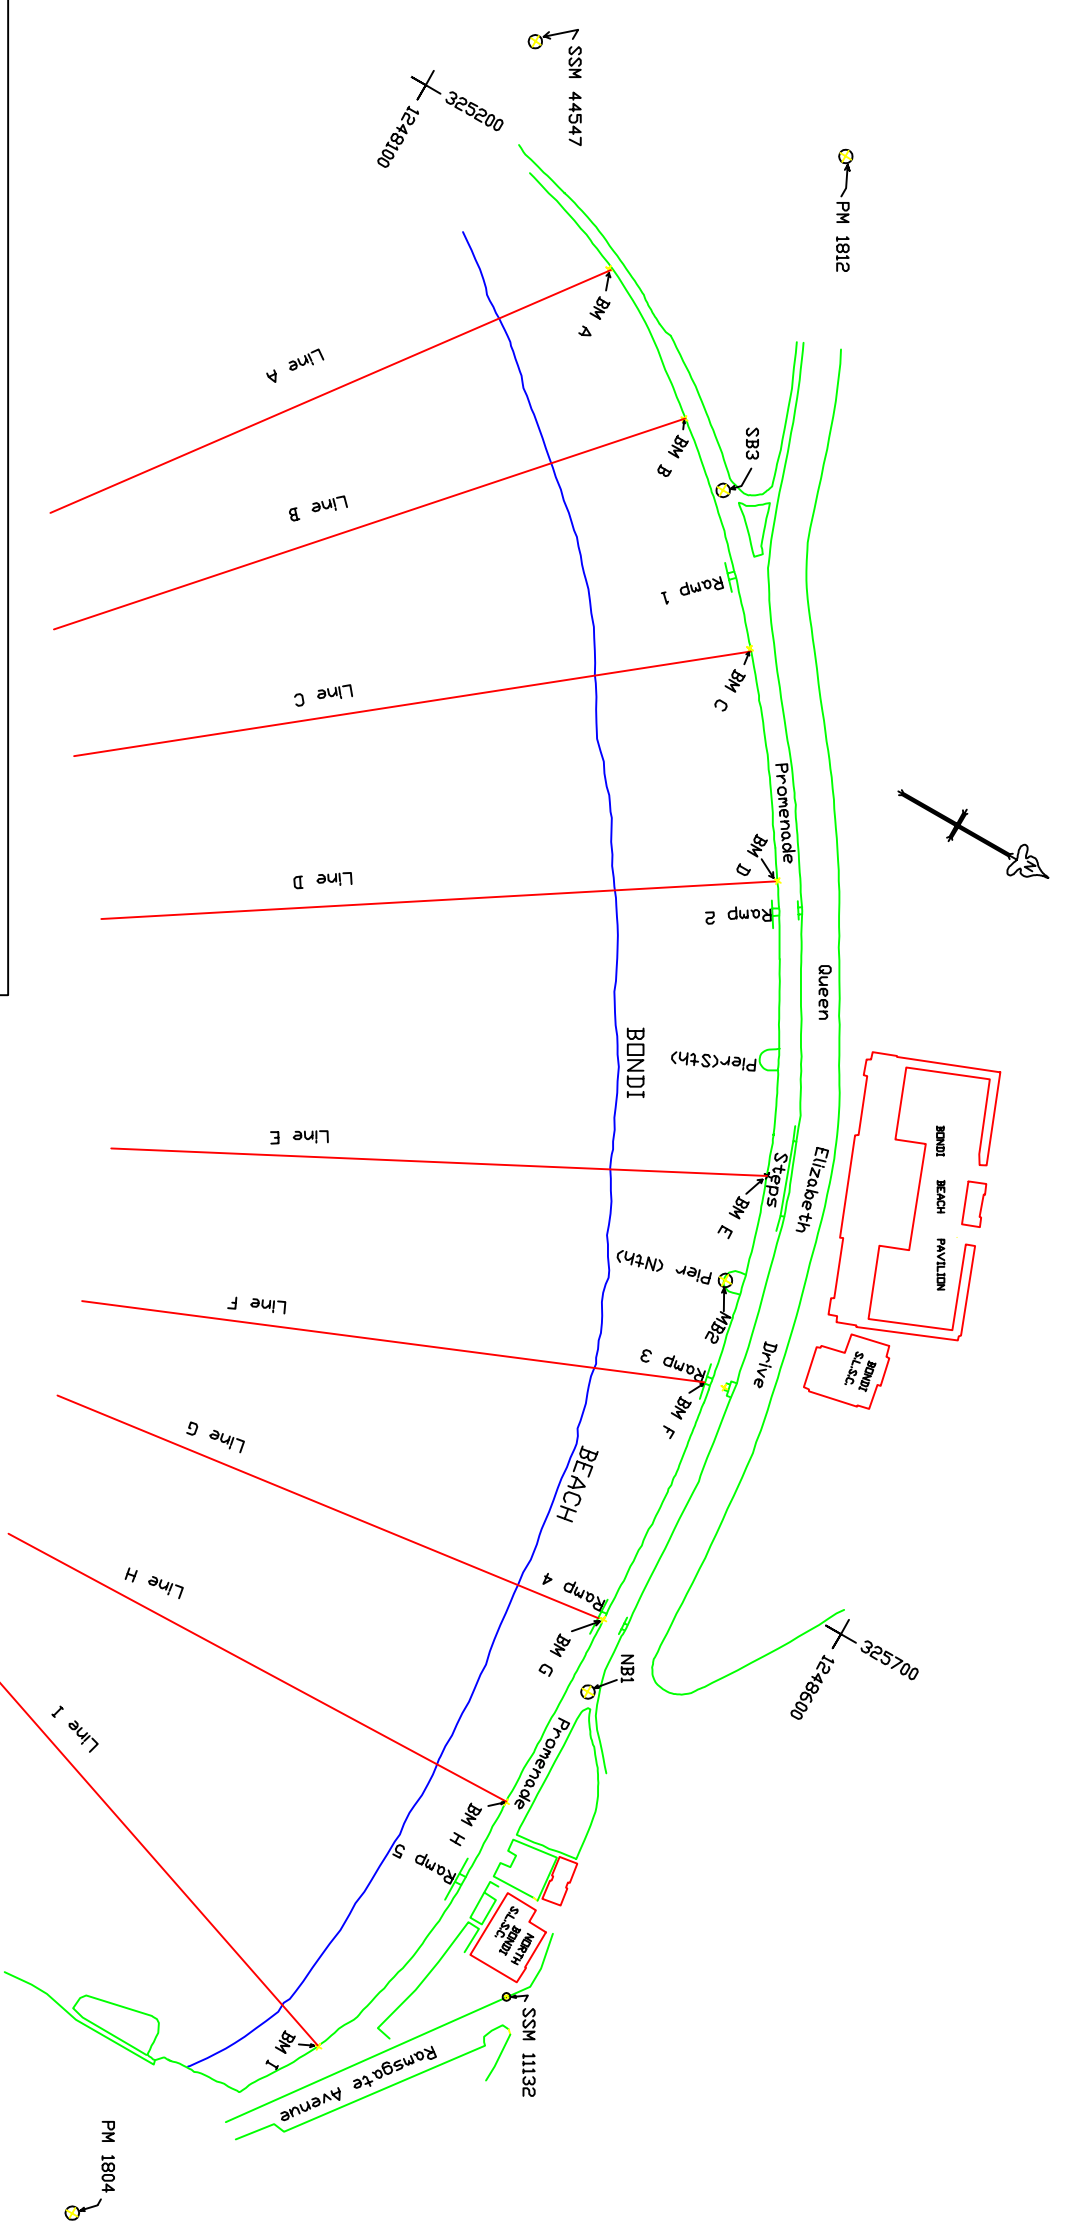 SSM 44547
325200
1248100
PM 1812
BM A
Line A
BM B
SB3
Line B
Ramp 1
BM C
Line C
Promenade
BM D
Line D
Ramp 2
Queen
Pier(Sth)
BONDI
BONDI BEACH PAVILION
Elizabeth
Steps
Line E
BM E
Pier (Nth)
MB2
Line F
Ramp 3
Drive
BONDI
S.L.S.C.
BM F
Line G
BEACH
Ramp 4
BM G
325700
1248600
NB1
Line H
Promenade
Line I
BM H
Ramp 5
NORTH
BONDI
S.L.S.C.
SSM 11132
BM I
Ramsgate Avenue
PM 1804
N